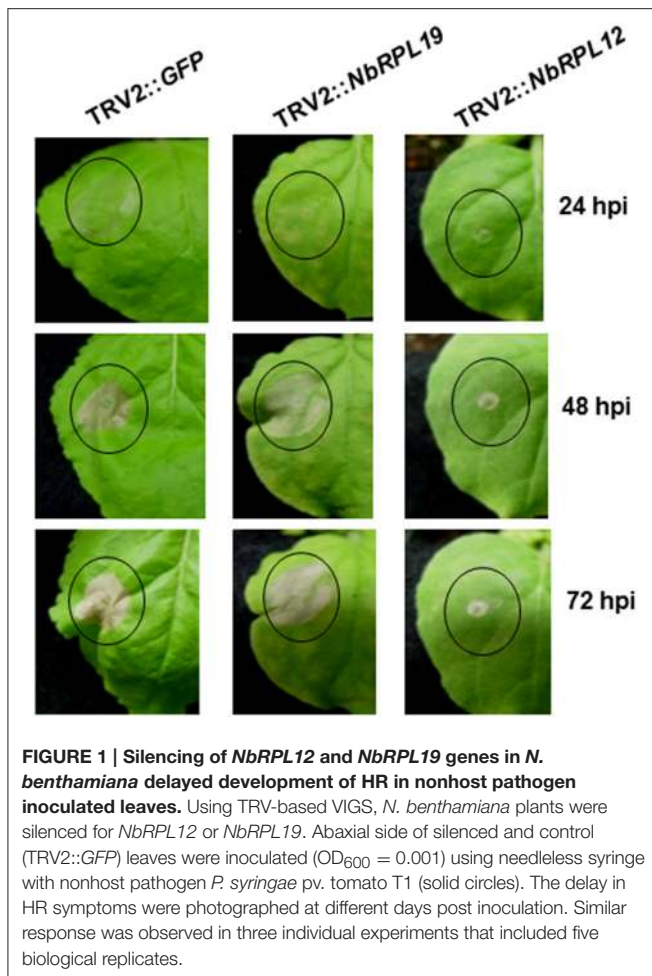 TRV2::GFP
TRV2::NbRPL19
TRV2::NbRPL12
24 hpi
48 hpi
72 hpi
FIGURE 1 | Silencing of NbRPL12 and NbRPL19 genes in N.
benthamiana delayed development of HR in nonhost pathogen
inoculated leaves. Using TRV-based VIGS, N. benthamiana plants were
silenced for NbRPL12 or NbRPL19. Abaxial side of silenced and control
(TRV2::GFP) leaves were inoculated (OD600 = 0.001) using needleless syringe
with nonhost pathogen P. syringae pv. tomato T1 (solid circles). The delay in
HR symptoms were photographed at different days post inoculation. Similar
response was observed in three individual experiments that included five
biological replicates.